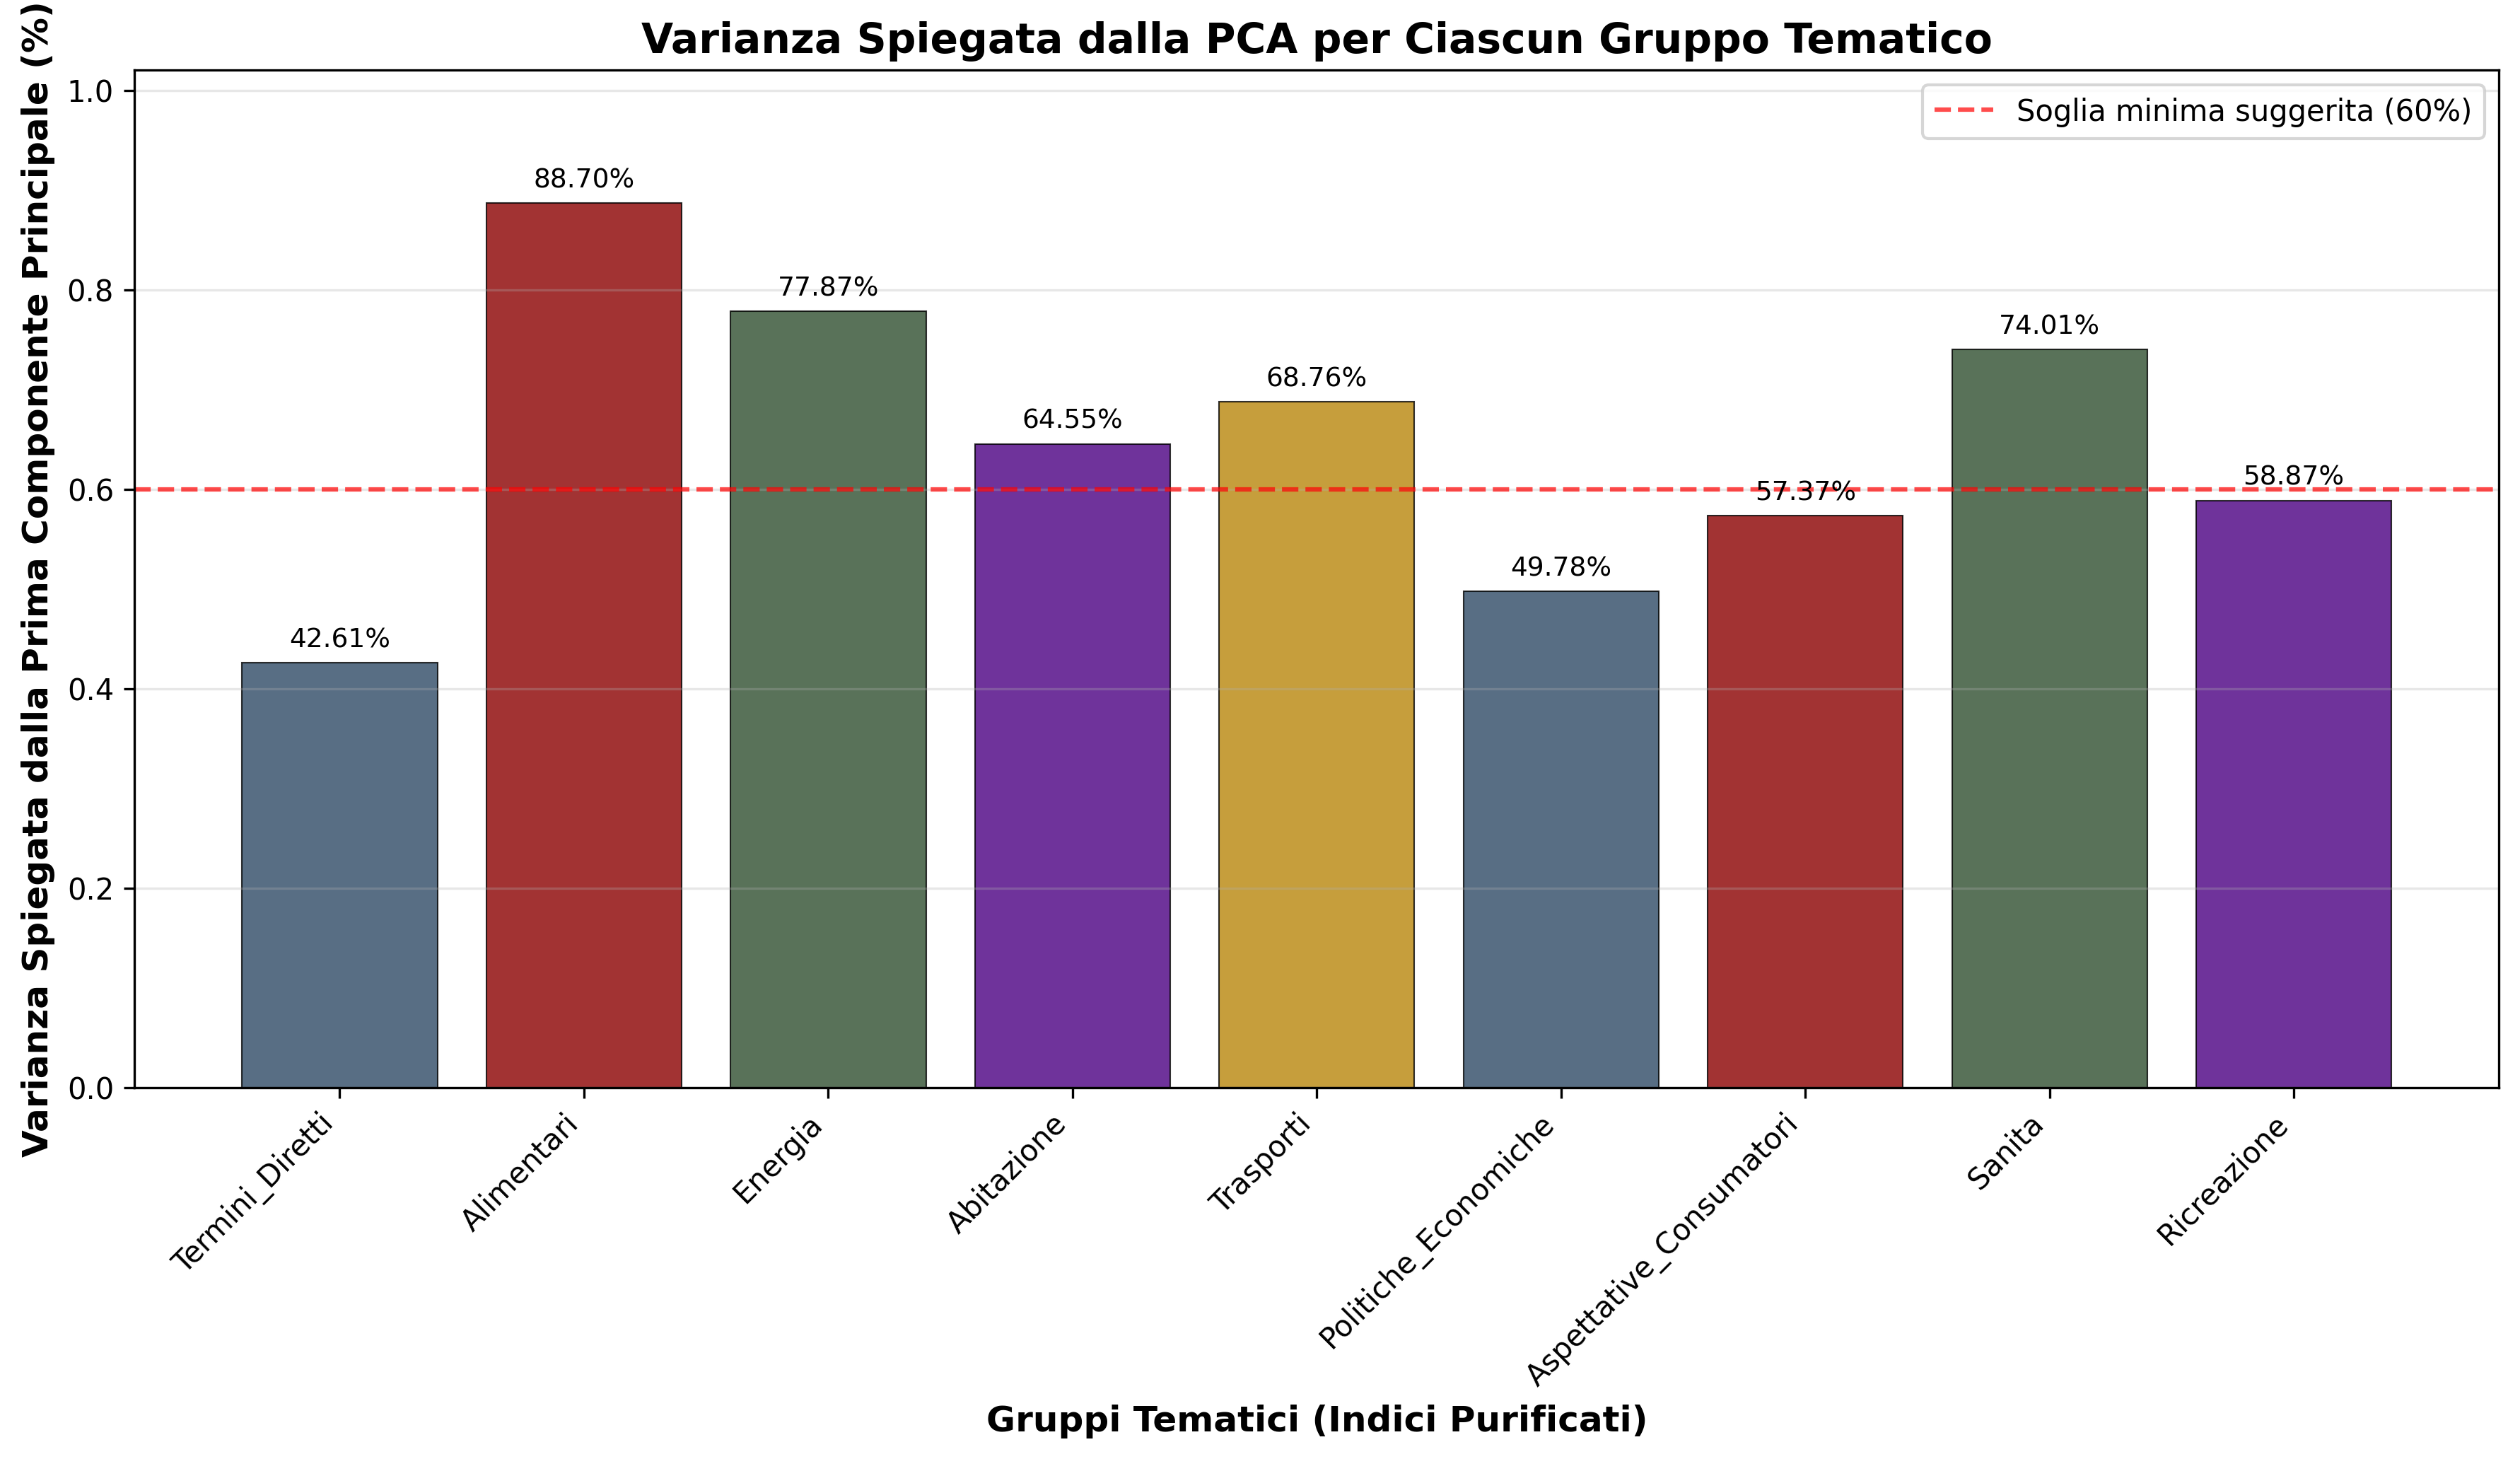 Varianza Spiegata dalla PCA per Ciascun Gruppo Tematico
Varianza Spiegata dalla Prima Componente Principale (%)
1.0
0.8
0.6
0.4
0.2
0.0
Soglia minima suggerita (60%)
42.61%
88.70%
77.87%
64.55%
68.76%
49.78%
57.37%
74.01%
58.87%
Termini_Diretti
Alimentari
Energia
Abitazione
Trasporti
Politiche_Economiche
Aspettative_Consumatori
Sanita
Ricreazione
Gruppi Tematici (Indici Purificati)